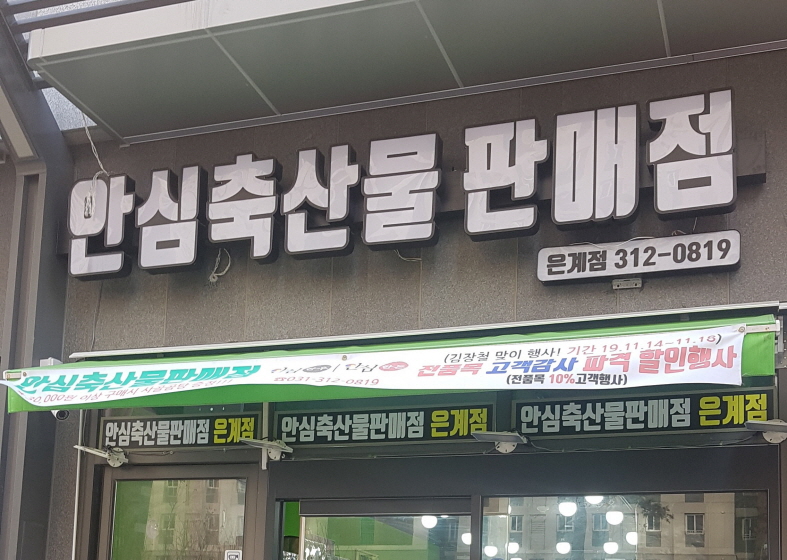 안심축산물 판매점
은계점 312-0819
안심축산물판매점
☎031-312-0819
(김장철 맞이 행사! 기간 19.11.14~11.18)
전품목 고객감사 파격 할인행사
(전품목 10%고객행사)
안심축산물판매점 은계점
안심축산물판매점 은계점
안심축산물판매점 은계점